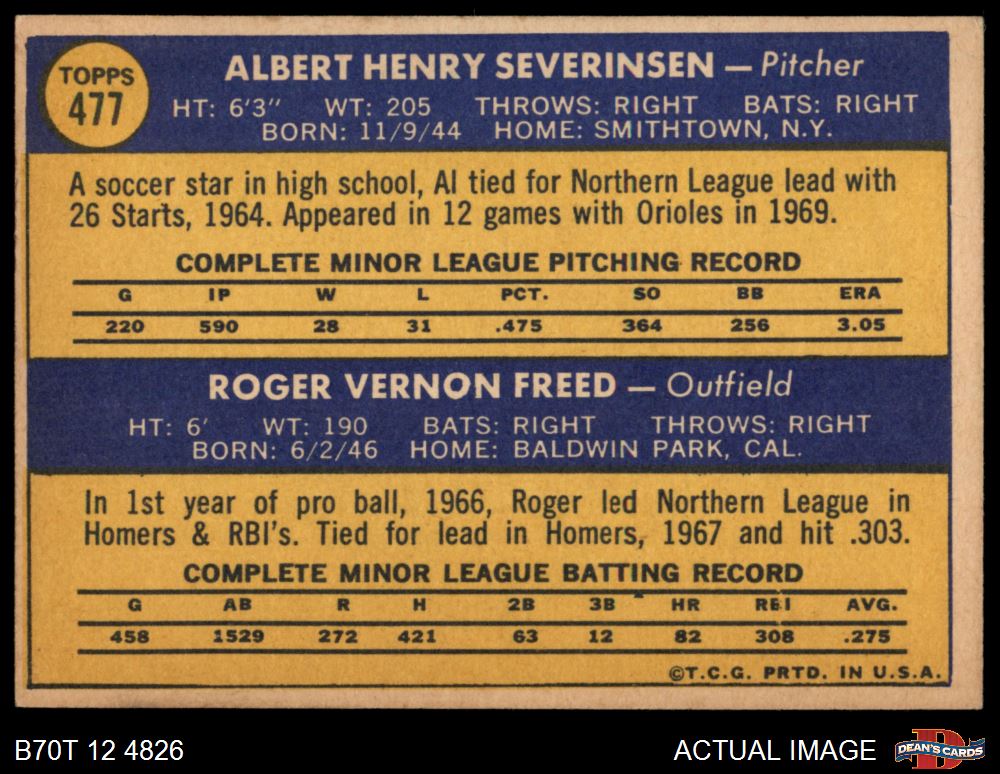 TOPPS
477
ALBERT HENRY SEVERINSEN — Pitcher
HT: 6'3" WT: 205 THROWS: RIGHT BATS: RIGHT
BORN: 11/9/44 HOME: SMITHTOWN, N.Y.
A soccer star in high school, Al tied for Northern League lead with
26 Starts, 1964. Appeared in 12 games with Orioles in 1969.
COMPLETE MINOR LEAGUE PITCHING RECORD
G IP W L PCT. SO BB ERA
220 590 28 31 .475 364 256 3.05
ROGER VERNON FREED — Outfield
HT: 6' WT: 190 BATS: RIGHT THROWS: RIGHT
BORN: 6/2/46 HOME: BALDWIN PARK, CAL.
In 1st year of pro ball, 1966, Roger led Northern League in
Homers & RBI's. Tied for lead in Homers, 1967 and hit .303.
COMPLETE MINOR LEAGUE BATTING RECORD
G AB R H 2B 3B HR RBI AVG.
458 1529 272 421 63 12 82 308 .275
©T.C.G. PRTD. IN U.S.A.
B70T 12 4826
ACTUAL IMAGE
D
DEAN'S CARDS